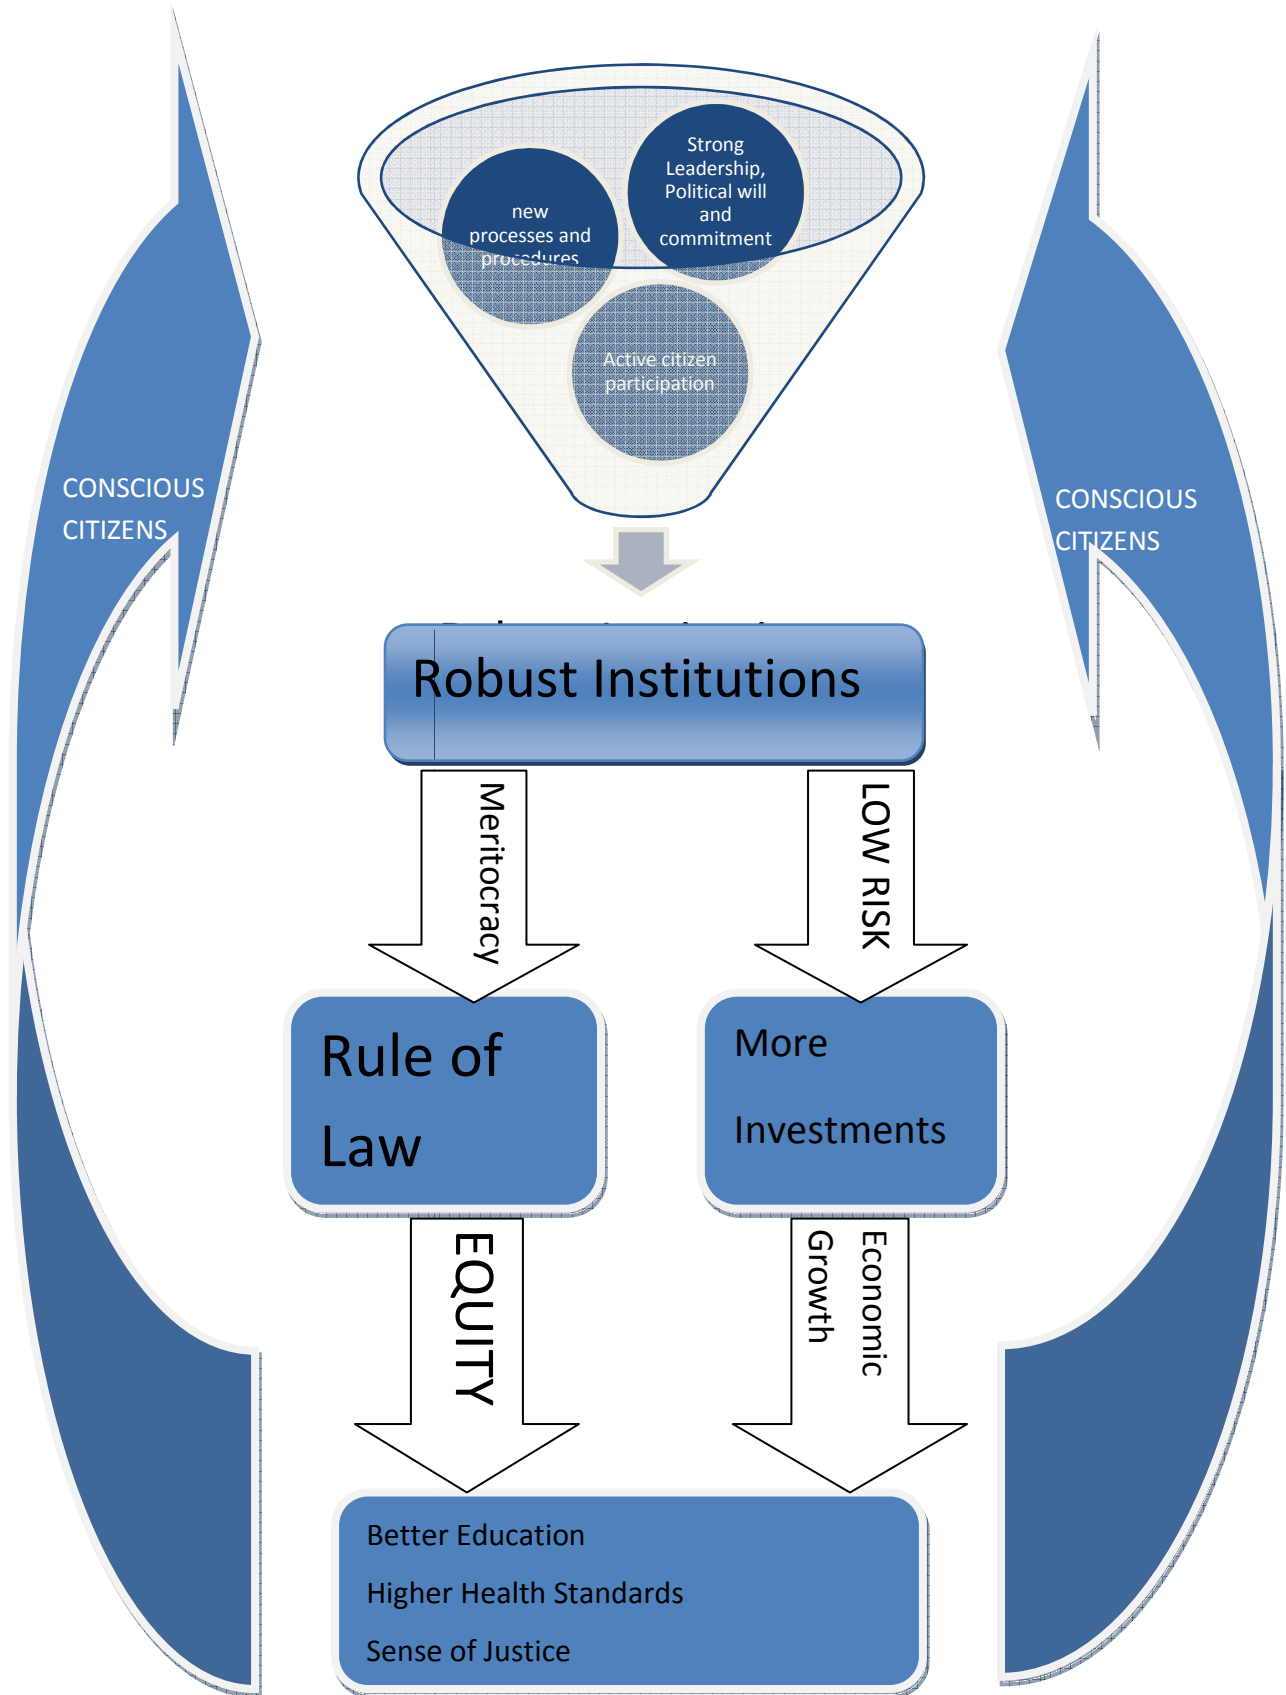 Strong
Leadership,
Political will
and
commitment
new
processes and
procedures
Active citizen
participation
CONSCIOUS
CITIZENS
CONSCIOUS
CITIZENS
Robust Institutions
Meritocracy
LOW RISK
Rule of
Law
More
Investments
EQUITY
Economic
Growth
Better Education
Higher Health Standards
Sense of Justice